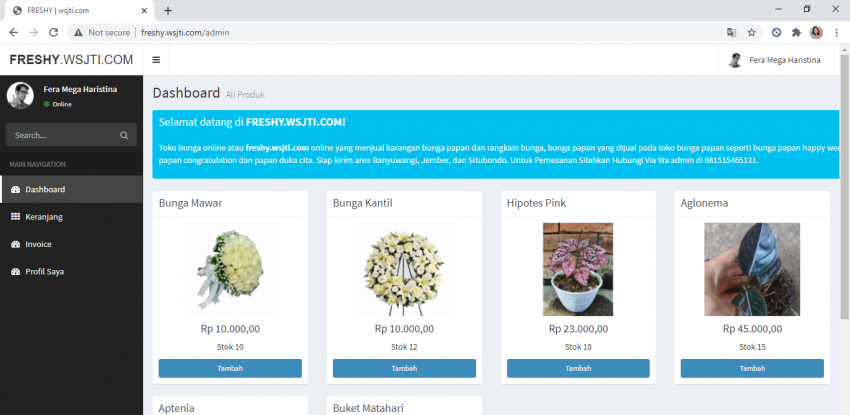 FRESHY | wsjti.com
Not secure | freshy.wsjti.com/admin
FRESHY.WSJTI.COM
Fera Mega Haristina
Fera Mega Haristina
Online
Search...
MAIN NAVIGATION
Dashboard
Keranjang
Invoice
Profil Saya
Dashboard All Produk
Selamat datang di FRESHY.WSJTI.COM!
Toko bunga online atau freshy.wsjti.com online yang menjual karangan bunga papan dan rangkain bunga, bunga papan yang dijual pada toko bunga papan seperti bunga papan happy wed
papan congratulation dan papan duka cita. Siap kirim area Banyuwangi, Jember, dan Situbondo. Untuk Pemesanan Silahkan Hubungi Via Wa admin di 081515465131.
Bunga Mawar
Rp 10.000,00
Stok 10
Tambah
Bunga Kantil
Rp 10.000,00
Stok 12
Tambah
Hipotes Pink
Rp 23.000,00
Stok 10
Tambah
Aglonema
Rp 45.000,00
Stok 15
Tambah
Aptenia
Buket Matahari